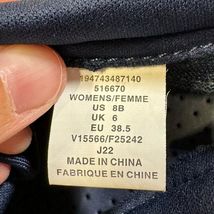 194743487140
516670
WOMENS/FEMME
US 8B
UK 6
EU 38.5
V15566/F25242
J22
MADE IN CHINA
FABRIQUE EN CHINE